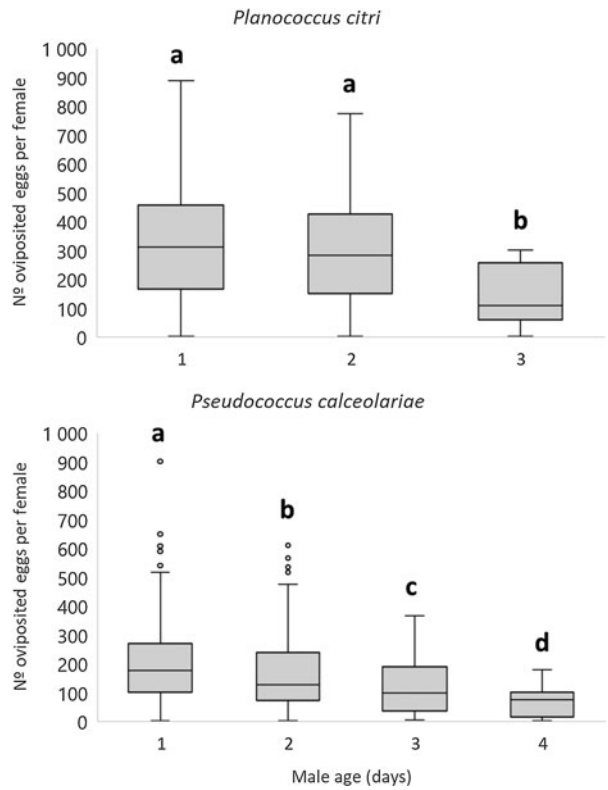 Planococcus citri
Nº oviposited eggs per female
1 000
900
800
700
600
500
400
300
200
100
0
a
a
b
1
2
3
Pseudococcus calceolariae
Nº oviposited eggs per female
1 000
900
800
700
600
500
400
300
200
100
0
a
b
c
d
1
2
3
4
Male age (days)